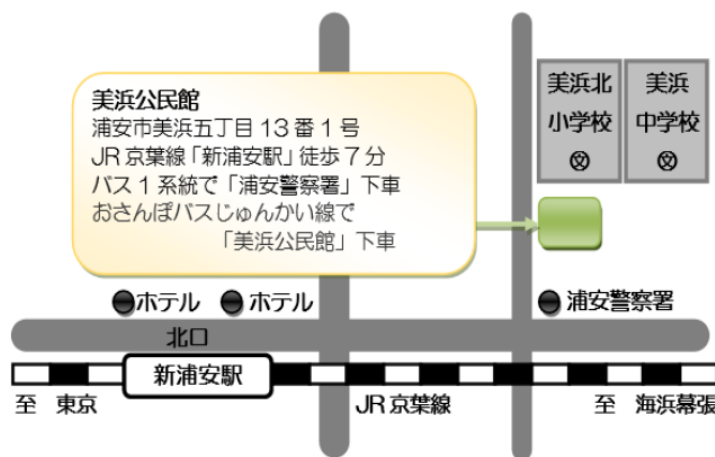 美浜公民館
浦安市美浜五丁目13番1号
JR京葉線「新浦安駅」徒歩7分
バス1系統で「浦安警察署」下車
おさんぽバスじゅんかい線で
「美浜公民館」下車
美浜北
小学校
文
美浜
中学校
文
ホテル
ホテル
浦安警察署
北口
新浦安駅
至 東京
JR京葉線
至 海浜幕張